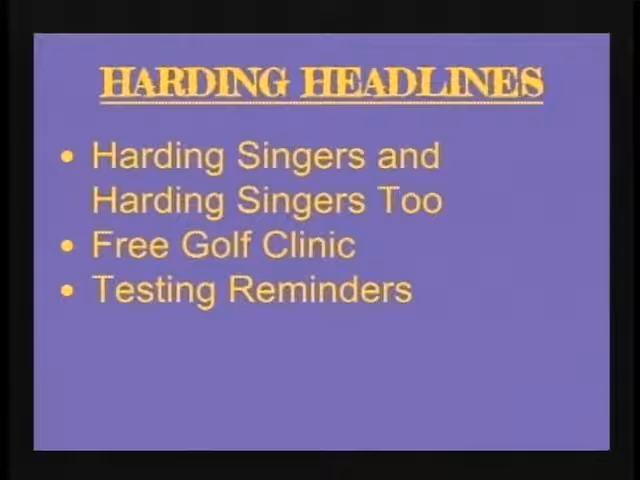 HARDING HEADLINES
• Harding Singers and
Harding Singers Too
• Free Golf Clinic
• Testing Reminders